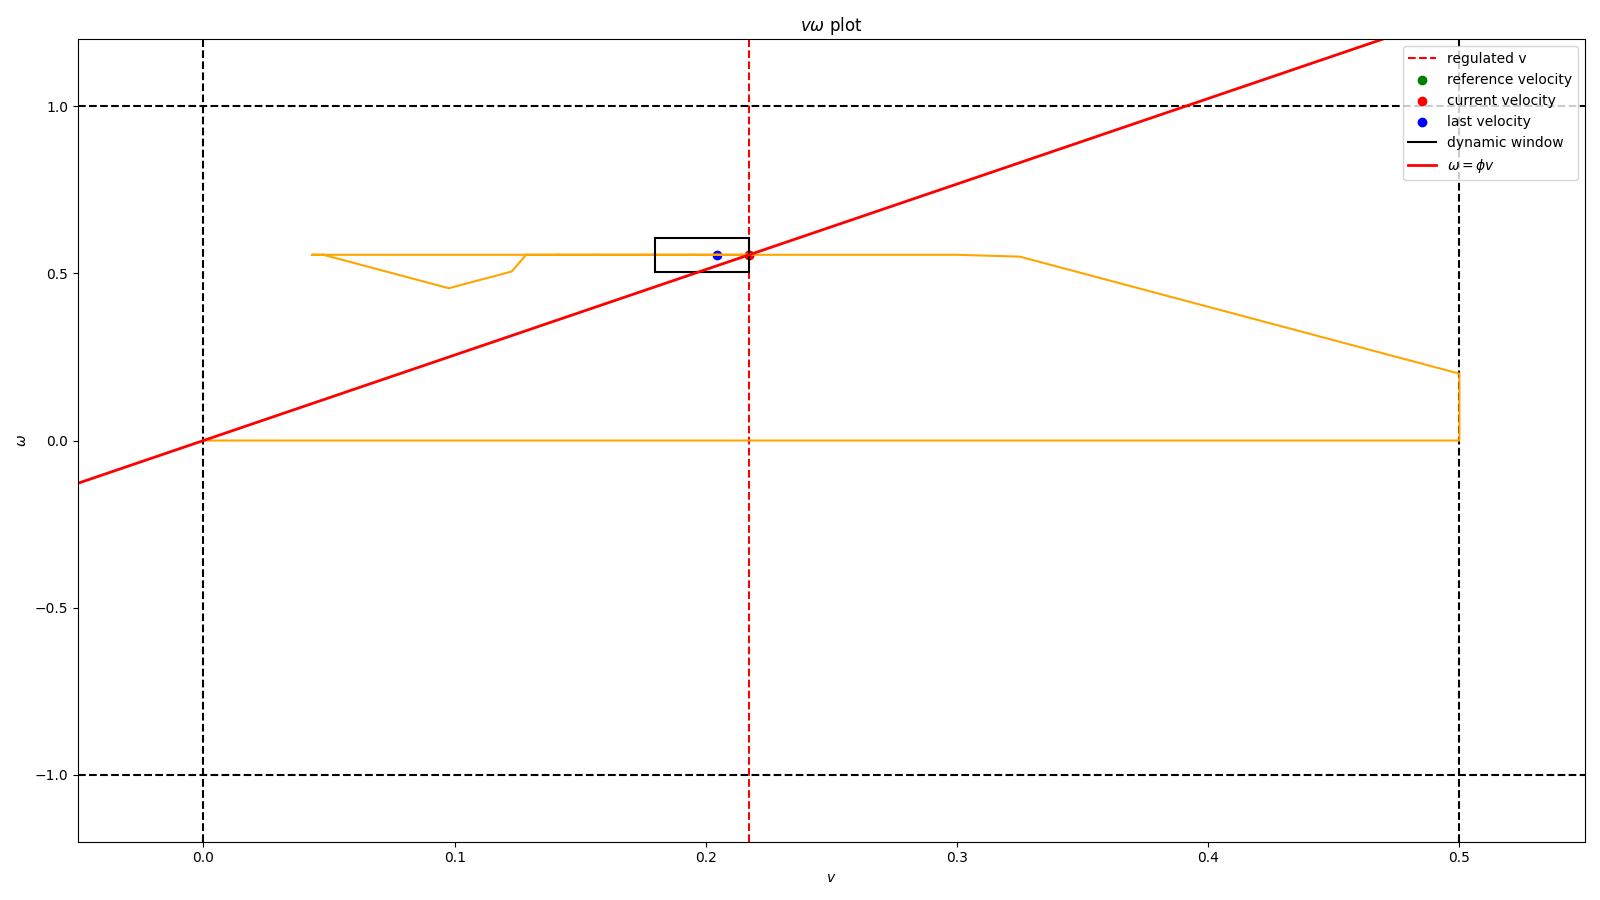 vω plot
regulated v
reference velocity
current velocity
last velocity
dynamic window
ω = ϕv
1.0
0.5
0.0
−0.5
−1.0
ω
0.0 0.1 0.2 0.3 0.4 0.5
v